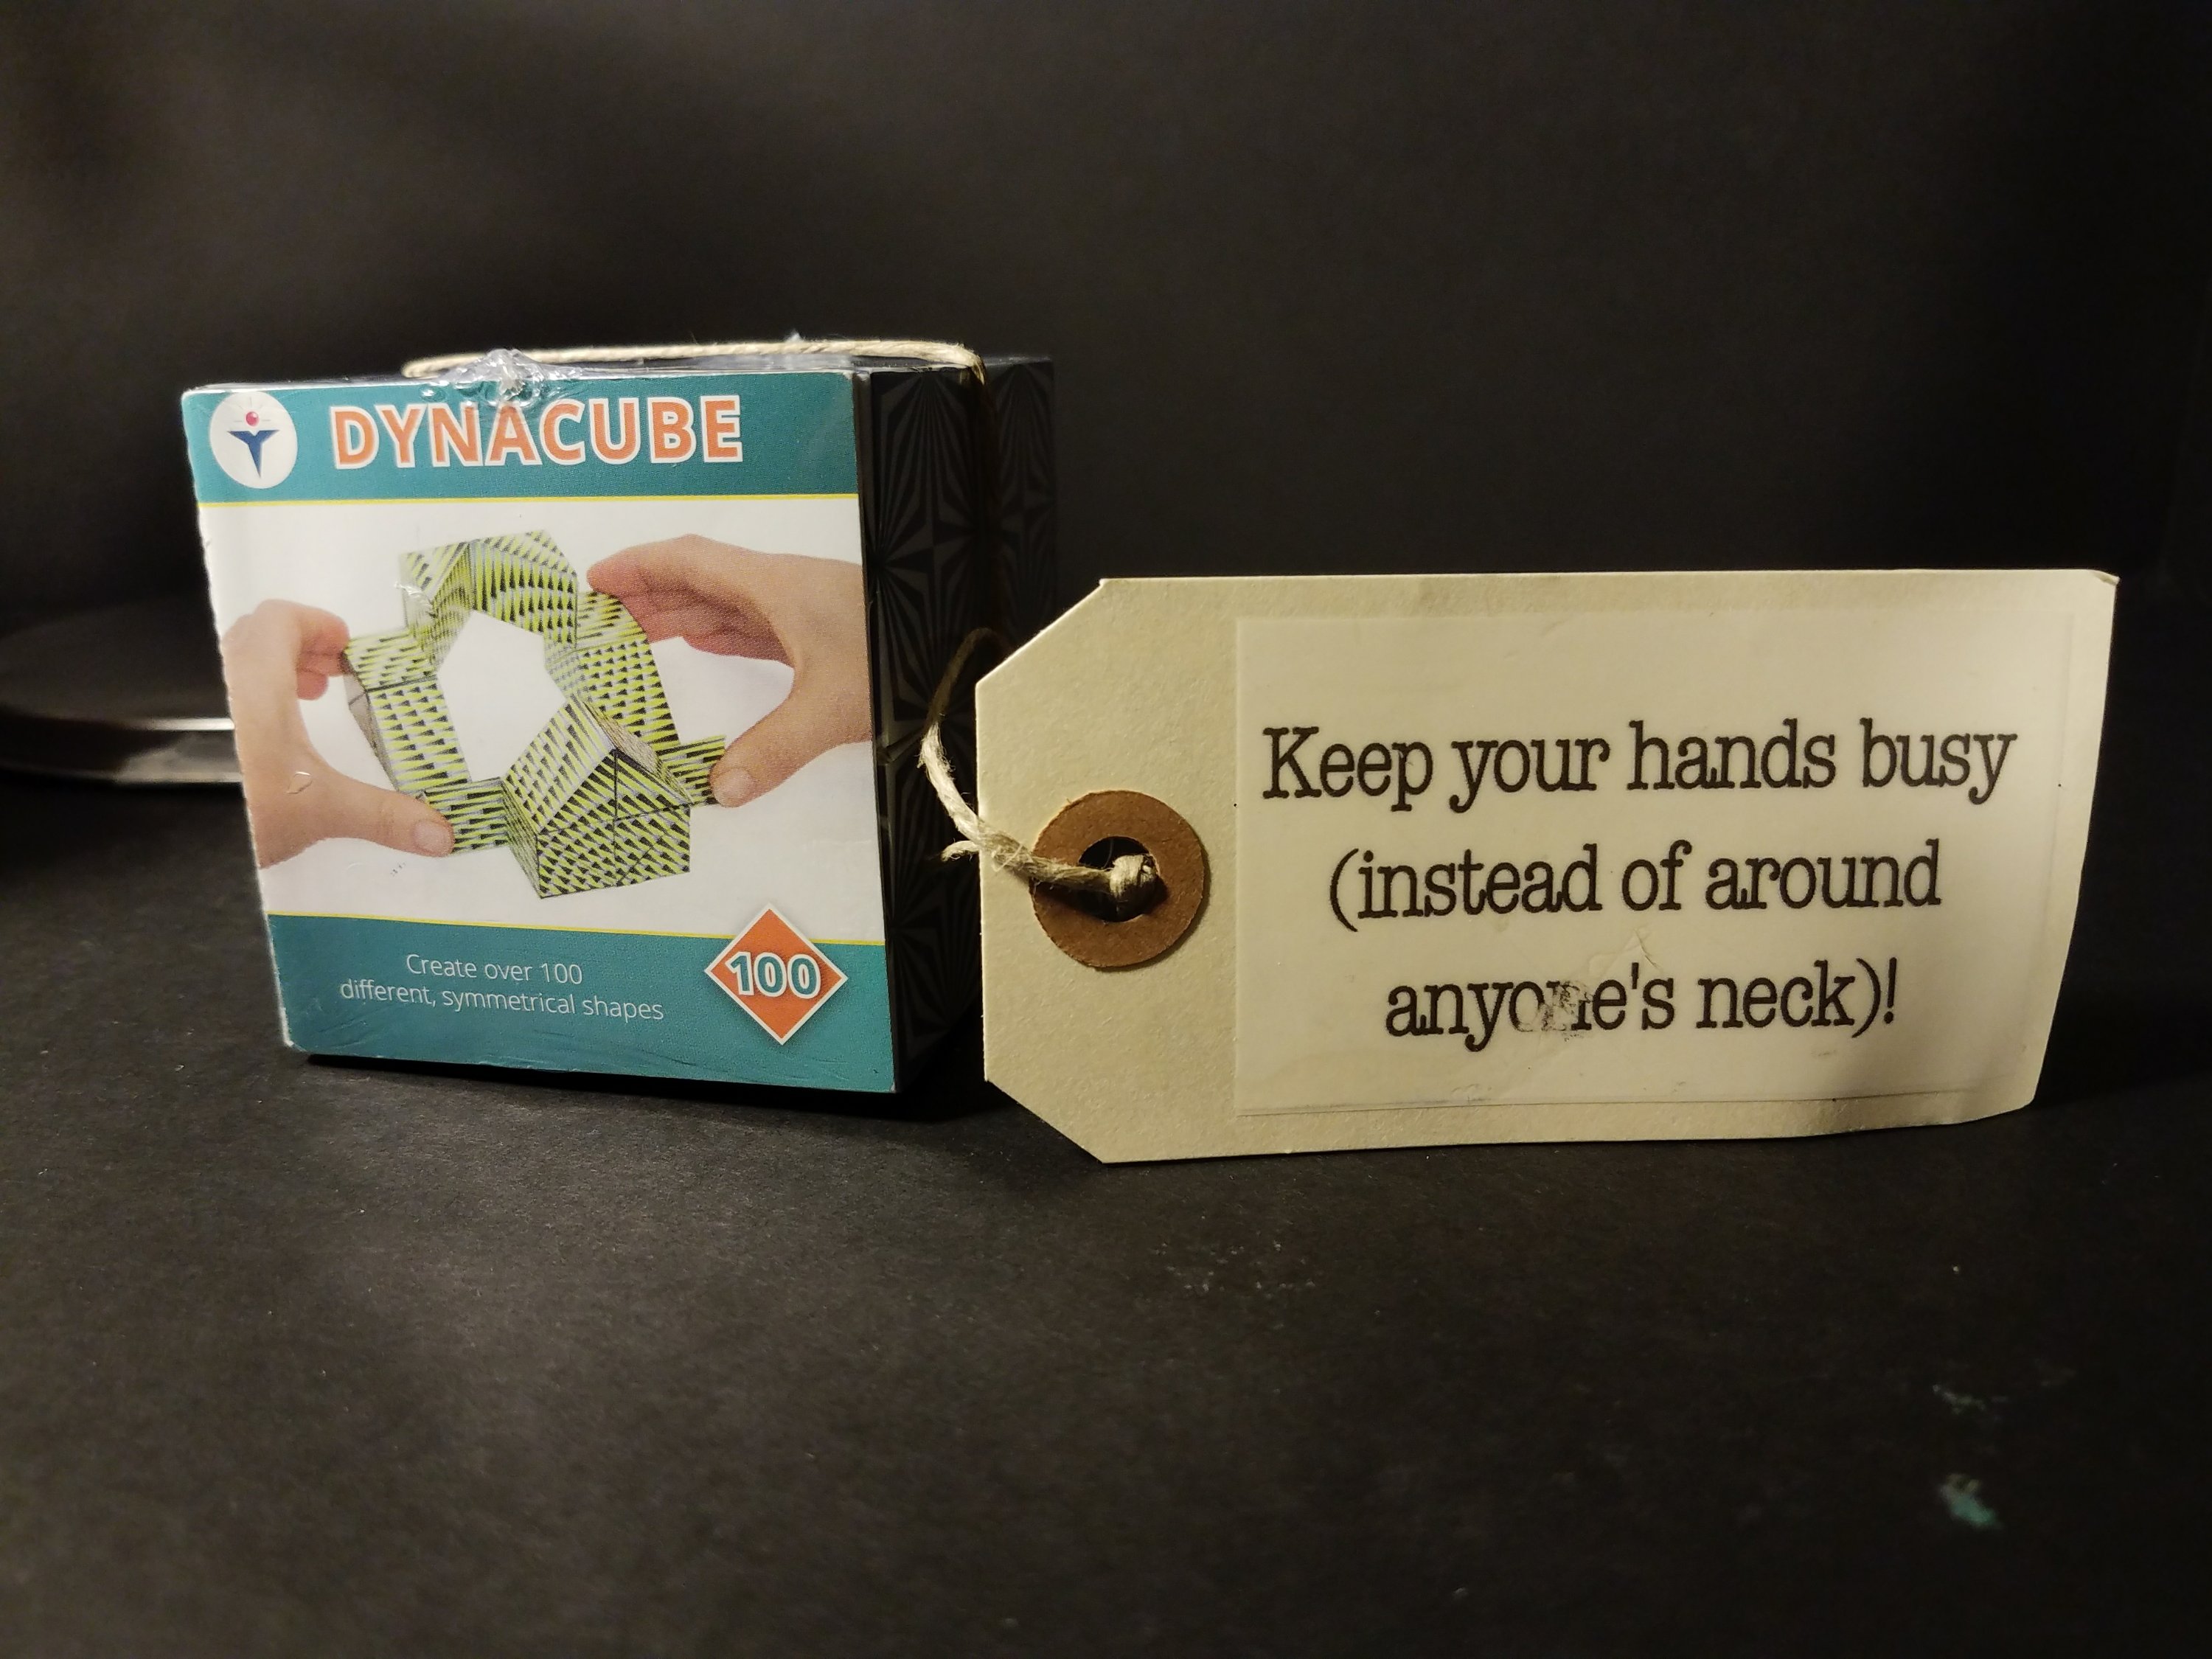 DYNACUBE
Create over 100
different, symmetrical shapes
100
Keep your hands busy
(instead of around
anyone's neck)!